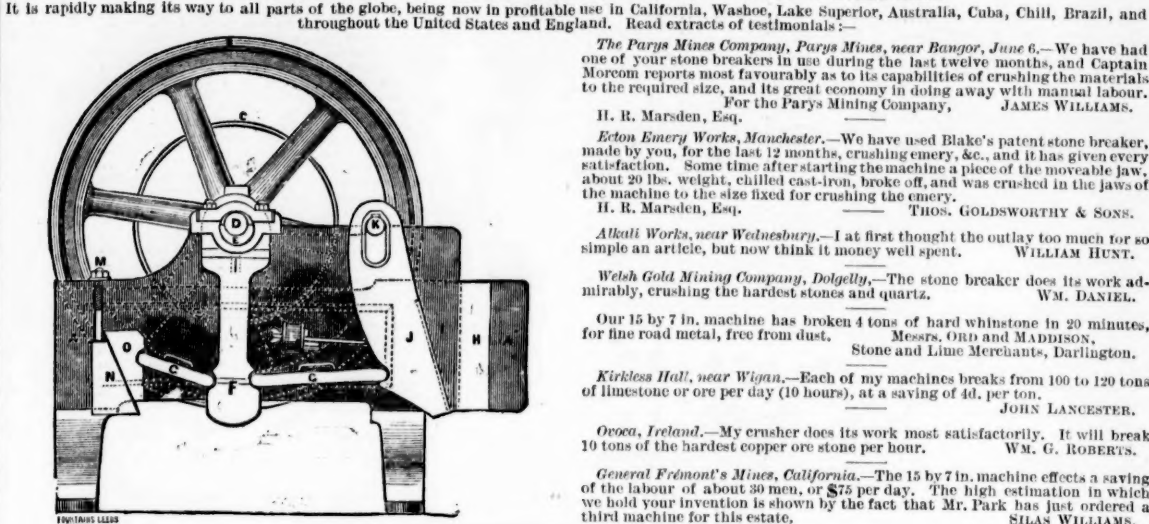 It is rapidly making its way to all parts of the globe, being now in profitable use in California, Washoe, Lake Superior, Australia, Cuba, Chili, Brazil, and
throughout the United States and England. Read extracts of testimonials:—
The Parys Mines Company, Parys Mines, near Bangor, June 6.—We have had
one of your stone breakers in use during the last twelve months, and Captain
Morcom reports most favourably as to its capabilities of crushing the materials
to the required size, and its great economy in doing away with manual labour.
For the Parys Mining Company, JAMES WILLIAMS.
H. R. Marsden, Esq.
Ecton Emery Works, Manchester.—We have used Blake's patent stone breaker,
made by you, for the last 12 months, crushing emery, &c., and it has given every
satisfaction. Some time after starting the machine a piece of the moveable jaw,
about 20 lbs. weight, chilled cast-iron, broke off, and was crushed in the jaws of
the machine to the size fixed for crushing the emery.
H. R. Marsden, Esq. THOS. GOLDSWORTHY & SONS.
Alkali Works, near Wednesbury.—I at first thought the outlay too much for so
simple an article, but now think it money well spent. WILLIAM HUNT.
Welsh Gold Mining Company, Dolgelly,—The stone breaker does its work ad-
mirably, crushing the hardest stones and quartz. WM. DANIEL.
Our 15 by 7 in. machine has broken 4 tons of hard whinstone in 20 minutes,
for fine road metal, free from dust. Messrs. ORD and MADDISON,
Stone and Lime Merchants, Darlington.
Kirkless Hall, near Wigan.—Each of my machines breaks from 100 to 120 tons
of limestone or ore per day (10 hours), at a saving of 4d. per ton.
JOHN LANCESTER.
Ovoca, Ireland.—My crusher does its work most satisfactorily. It will break
10 tons of the hardest copper ore stone per hour. WM. G. ROBERTS.
General Frémont's Mines, California.—The 15 by 7 in. machine effects a saving
of the labour of about 30 men, or $75 per day. The high estimation in which
we hold your invention is shown by the fact that Mr. Park has just ordered a
third machine for this estate. SILAS WILLIAMS.
C
D
E
K
M
O
N
G
F
G
J
H
A
FOUNTAINS LEEDS